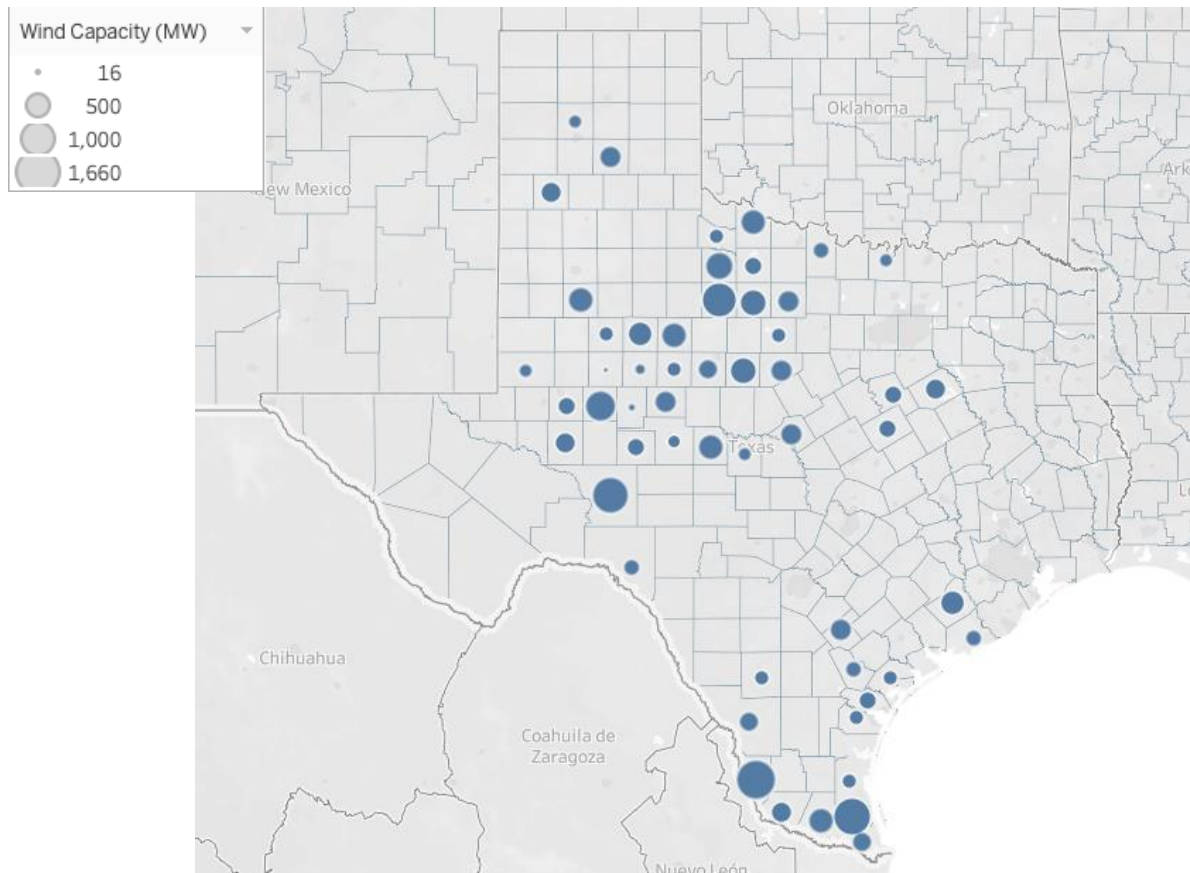 Wind Capacity (MW)
16
500
1,000
1,660
Oklahoma
New Mexico
Texas
Chihuahua
Coahuila de
Zaragoza
Nuevo León